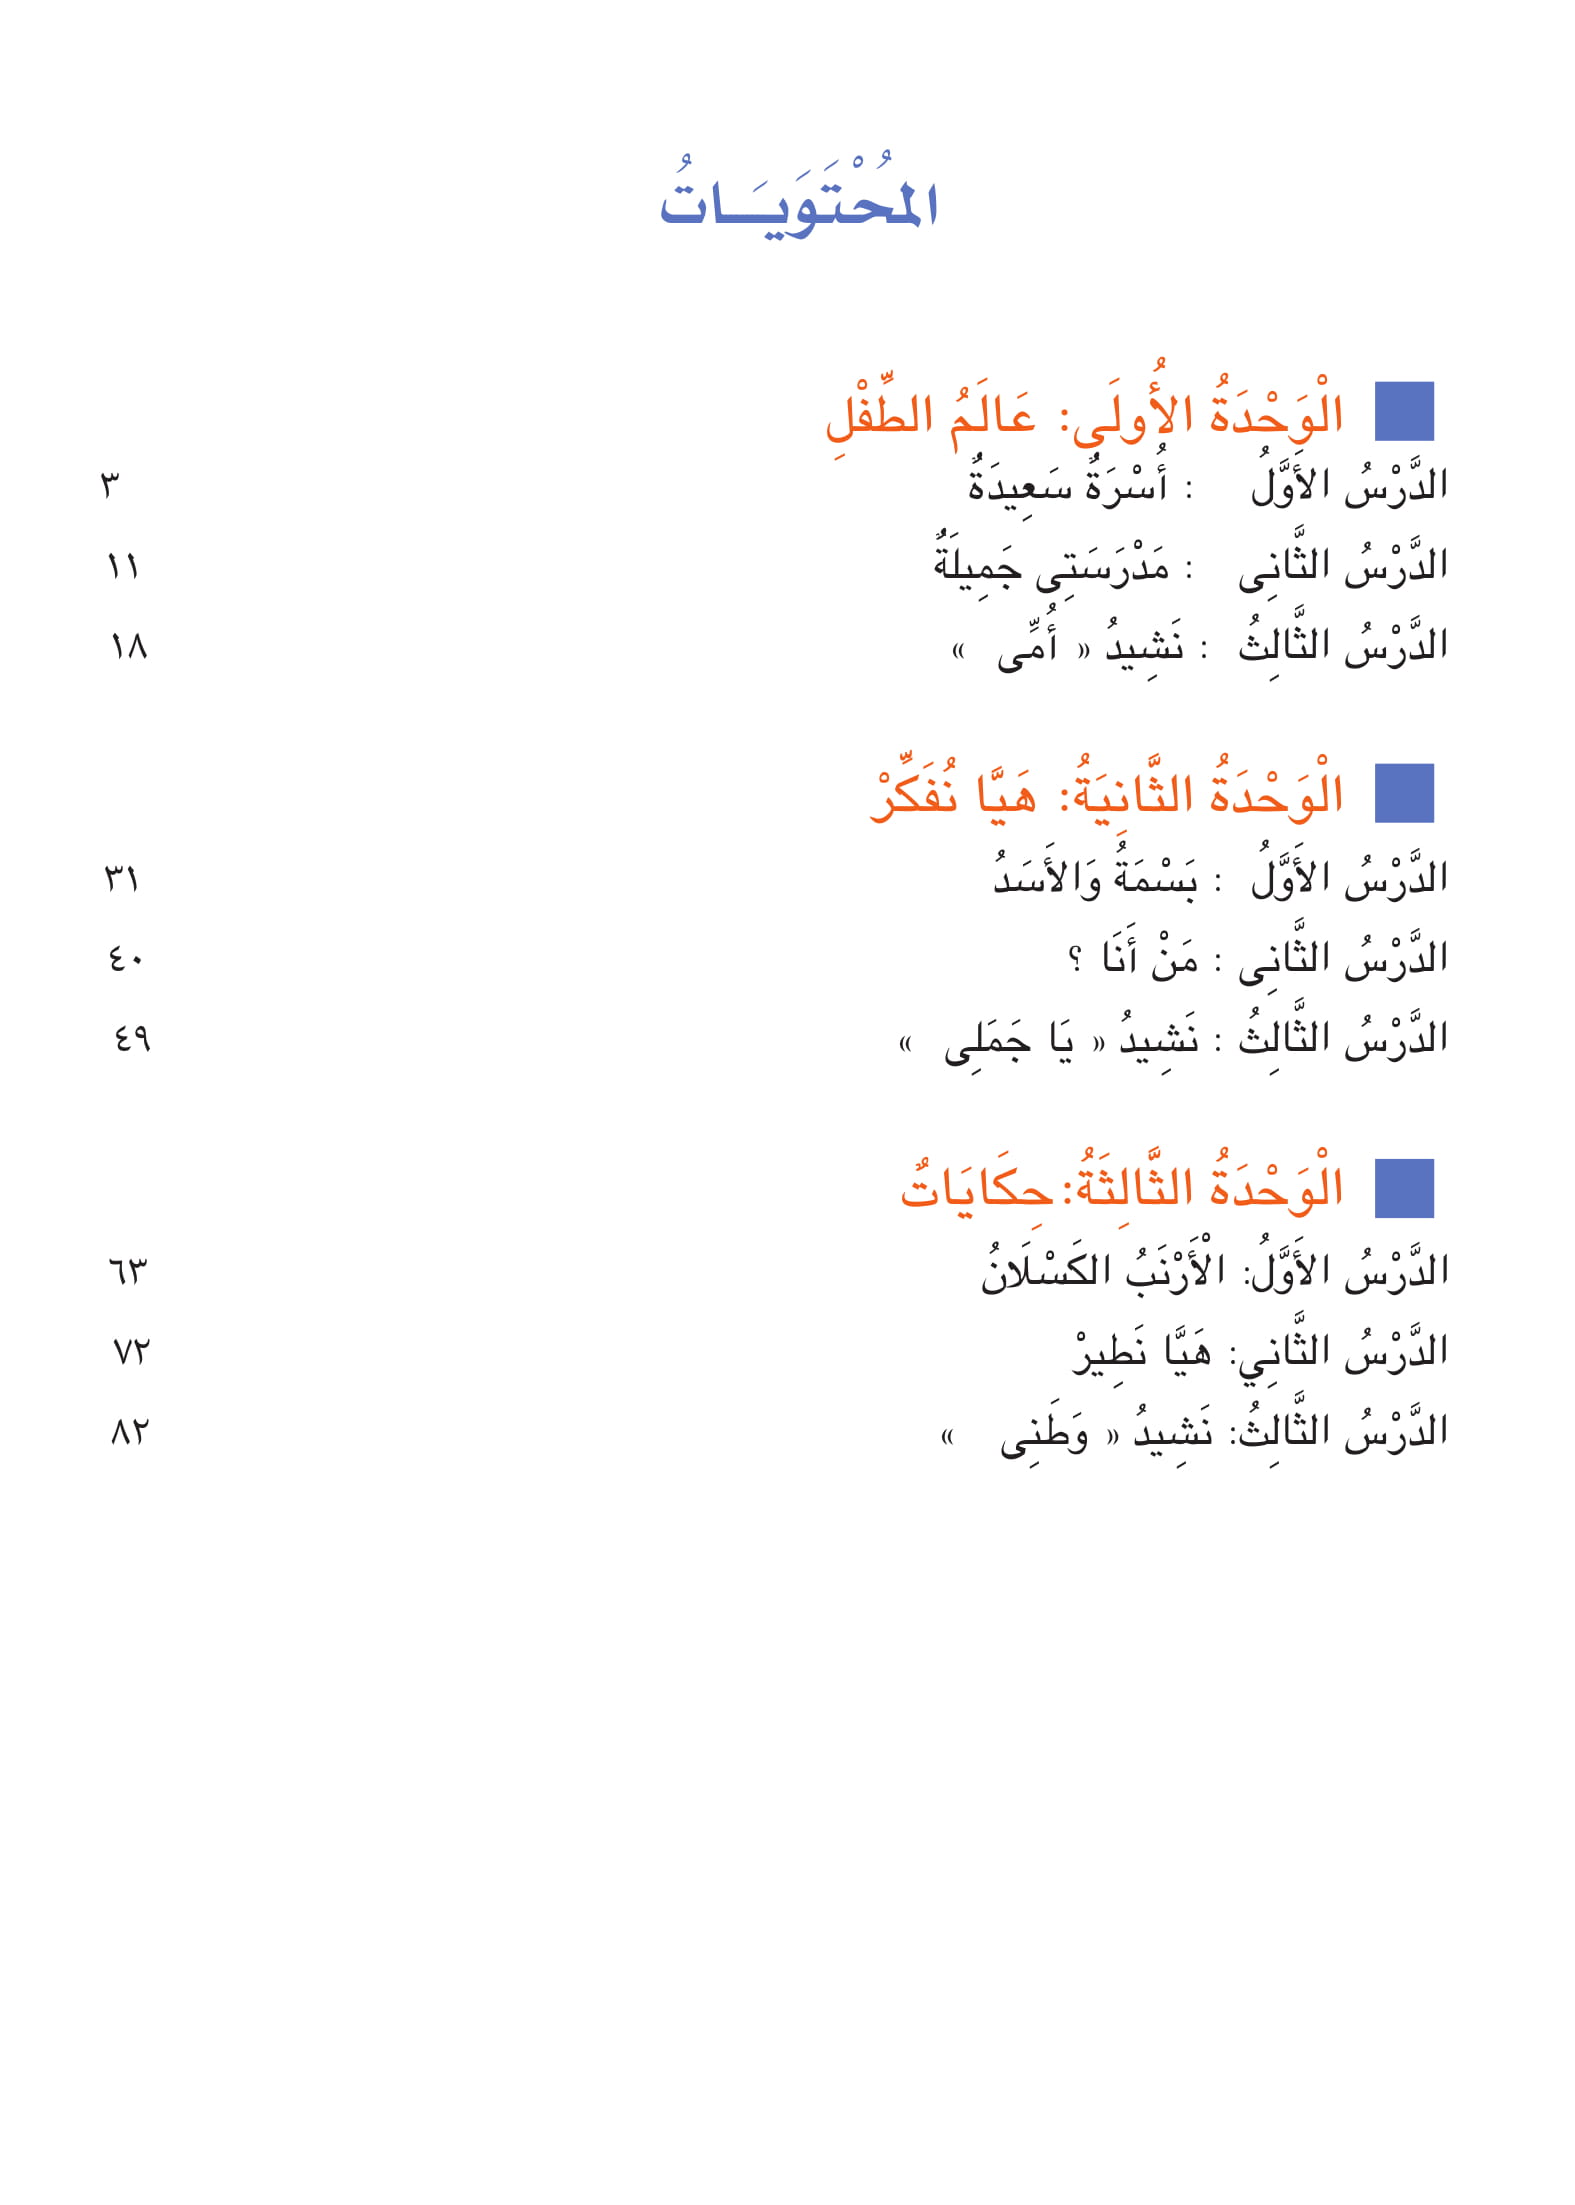 المُحْتَوَيَـاتُ
الْوَحْدَةُ الأُولَى: عَالَمُ الطِّفْلِ
الدَّرْسُ الأَوَّلُ : أُسْرَةٌ سَعِيدَةٌ ٣
الدَّرْسُ الثَّانِى : مَدْرَسَتِى جَمِيلَةٌ ١١
الدَّرْسُ الثَّالِثُ : نَشِيدُ « أُمِّى » ١٨
الْوَحْدَةُ الثَّانِيَةُ: هَيَّا نُفَكِّرْ
الدَّرْسُ الأَوَّلُ : بَسْمَةُ وَالأَسَدُ ٣١
الدَّرْسُ الثَّانِى : مَنْ أَنَا ؟ ٤٠
الدَّرْسُ الثَّالِثُ : نَشِيدُ « يَا جَمَلِى » ٤٩
الْوَحْدَةُ الثَّالِثَةُ: حِكَايَاتٌ
الدَّرْسُ الأَوَّلُ: الْأَرْنَبُ الكَسْلَانُ ٦٣
الدَّرْسُ الثَّانِي: هَيَّا نَطِيرْ ٧٢
الدَّرْسُ الثَّالِثُ: نَشِيدُ « وَطَنِى » ٨٢